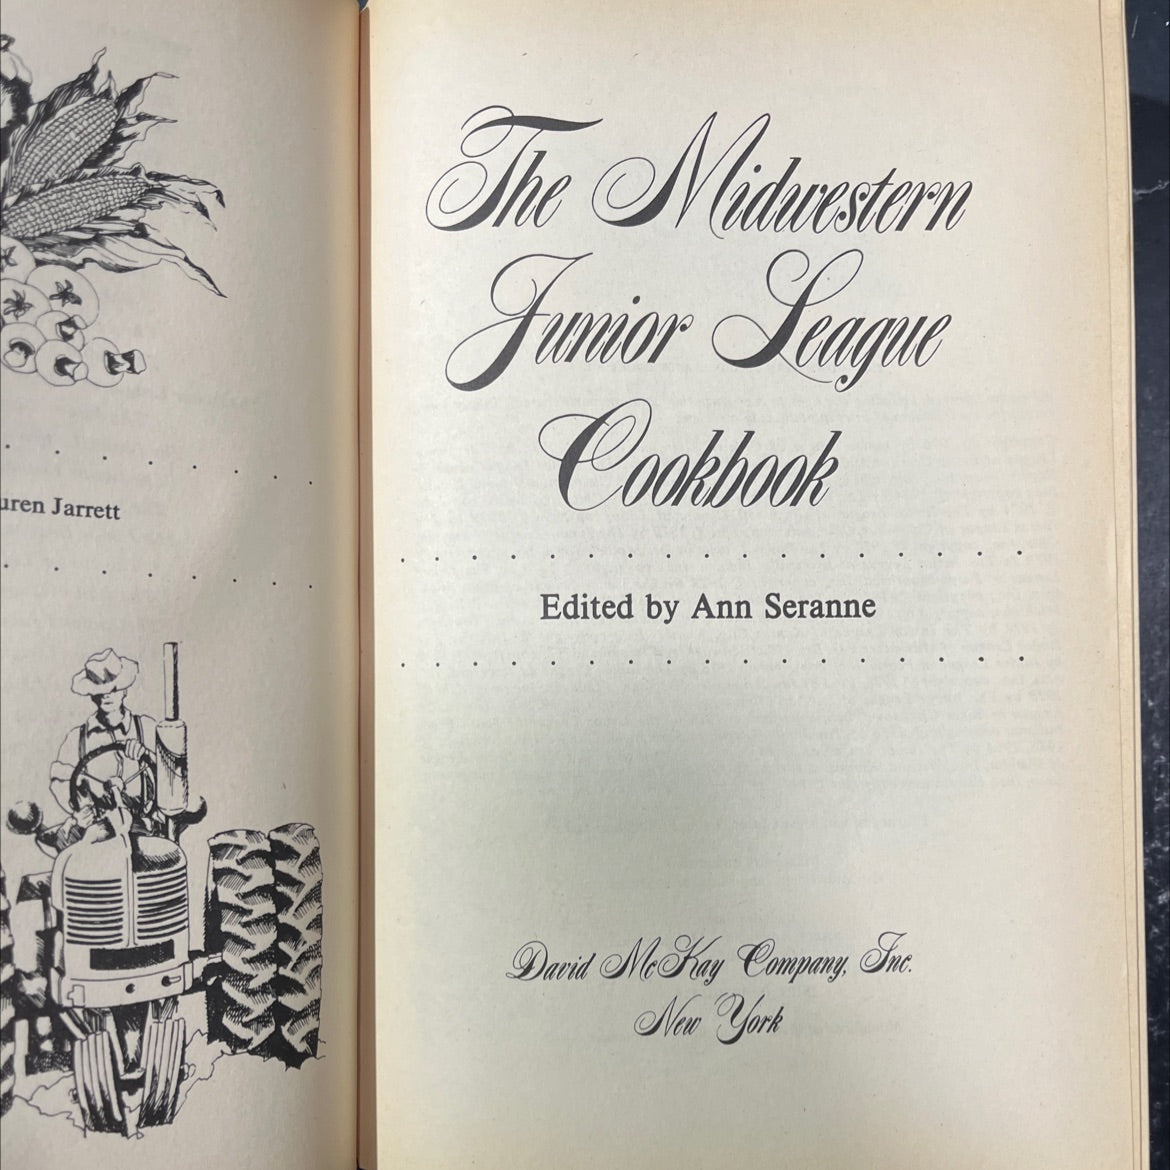 uren Jarrett
The Midwestern
Junior League
Cookbook
Edited by Ann Seranne
David McKay Company, Inc.
New York